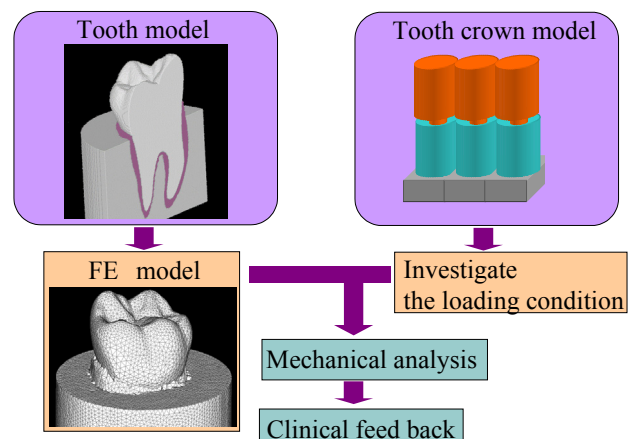 Tooth model
Tooth crown model
FE model
Investigate
the loading condition
Mechanical analysis
Clinical feed back